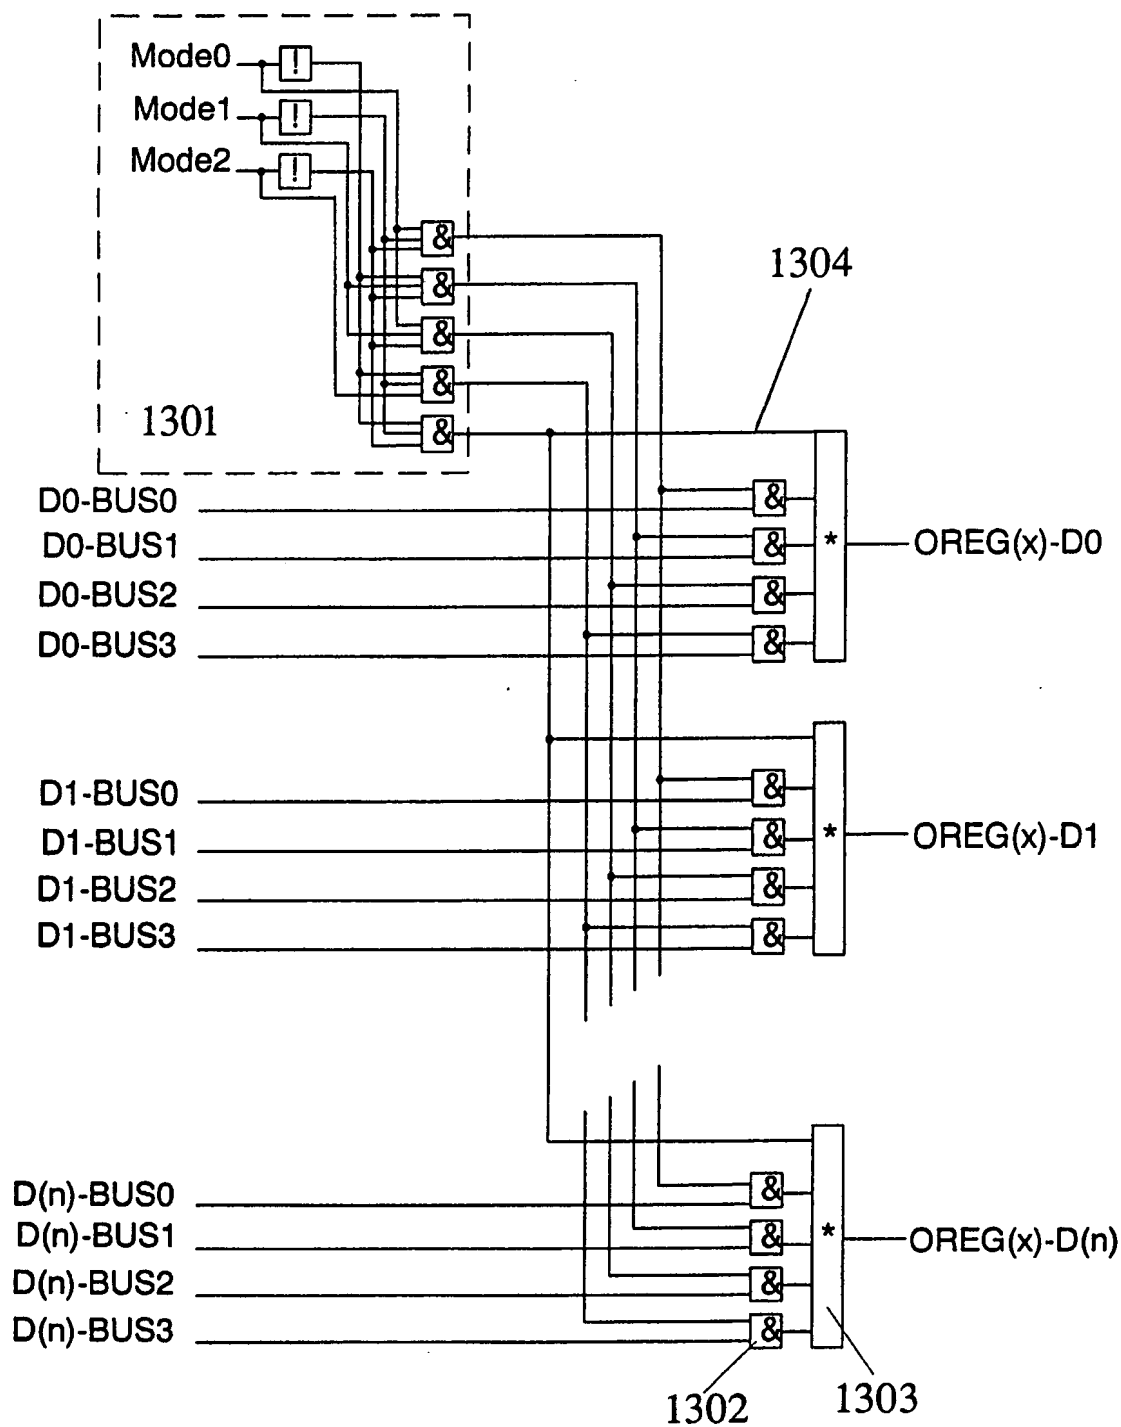 Mode0 !
Mode1 !
Mode2 !
&
&
1304
&
&
1301
&
D0-BUS0 &
D0-BUS1 & * OREG(x)-D0
D0-BUS2 &
D0-BUS3 &
D1-BUS0 &
D1-BUS1 & * OREG(x)-D1
D1-BUS2 &
D1-BUS3 &
D(n)-BUS0 &
D(n)-BUS1 & * OREG(x)-D(n)
D(n)-BUS2 &
D(n)-BUS3 &
1302 1303